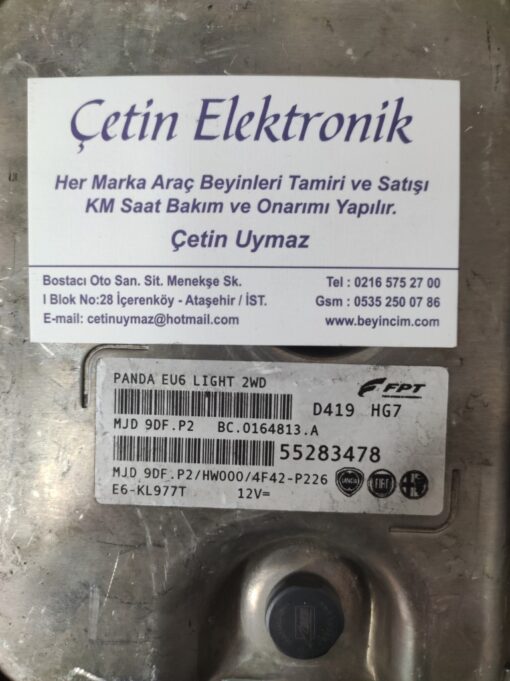 Çetin Elektronik
Her Marka Araç Beyinleri Tamiri ve Satışı
KM Saat Bakım ve Onarımı Yapılır.
Çetin Uymaz
Bostacı Oto San. Sit. Menekşe Sk.
I Blok No:28 İçerenköy - Ataşehir / İST.
E-mail: cetinuymaz@hotmail.com
Tel : 0216 575 27 00
Gsm : 0535 250 07 86
www.beyincim.com
PANDA EU6 LIGHT 2WD
FPT
D419 HG7
MJD 9DF.P2 BC.0164813.A
55283478
MJD 9DF.P2/HW000/4F42-P226
LANCIA FIAT
E6-KL977T 12V=